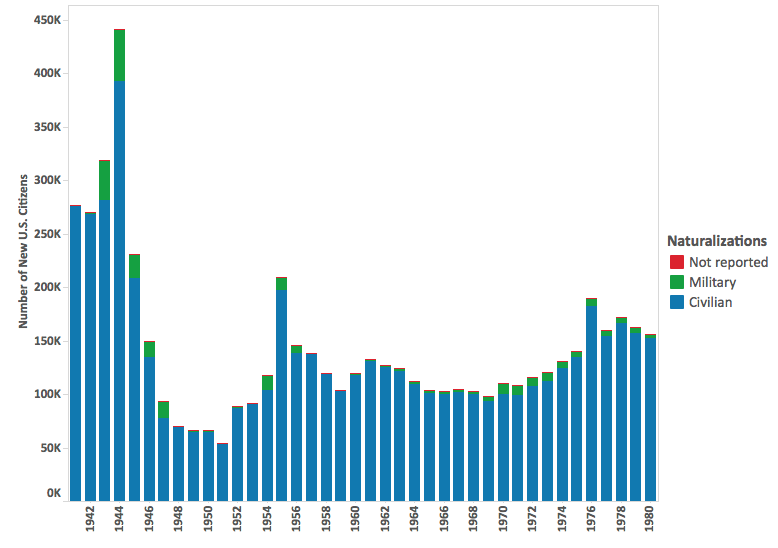 450K
400K
350K
300K
250K
200K
150K
100K
50K
0K
Number of New U.S. Citizens
1942
1944
1946
1948
1950
1952
1954
1956
1958
1960
1962
1964
1966
1968
1970
1972
1974
1976
1978
1980
Naturalizations
Not reported
Military
Civilian